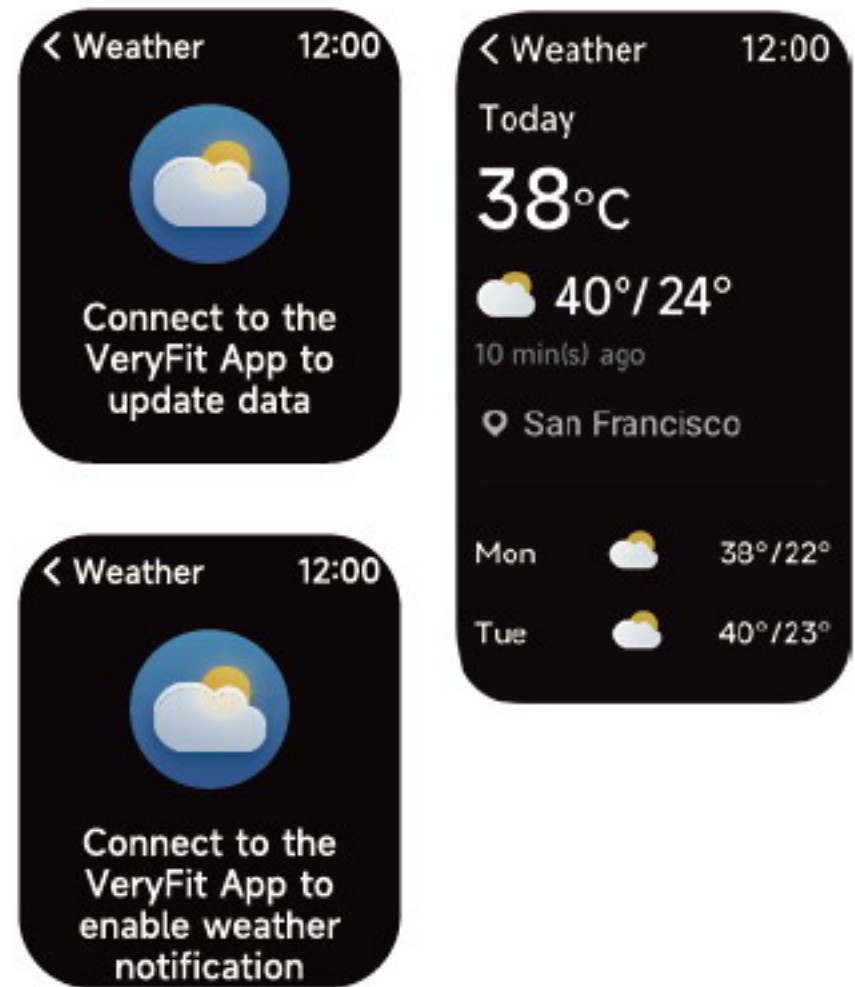 < Weather 12:00
Connect to the
VeryFit App to
update data
< Weather 12:00
Today
38°C
40°/24°
10 min(s) ago
San Francisco
Mon 38°/22°
Tue 40°/23°
< Weather 12:00
Connect to the
VeryFit App to
enable weather
notification